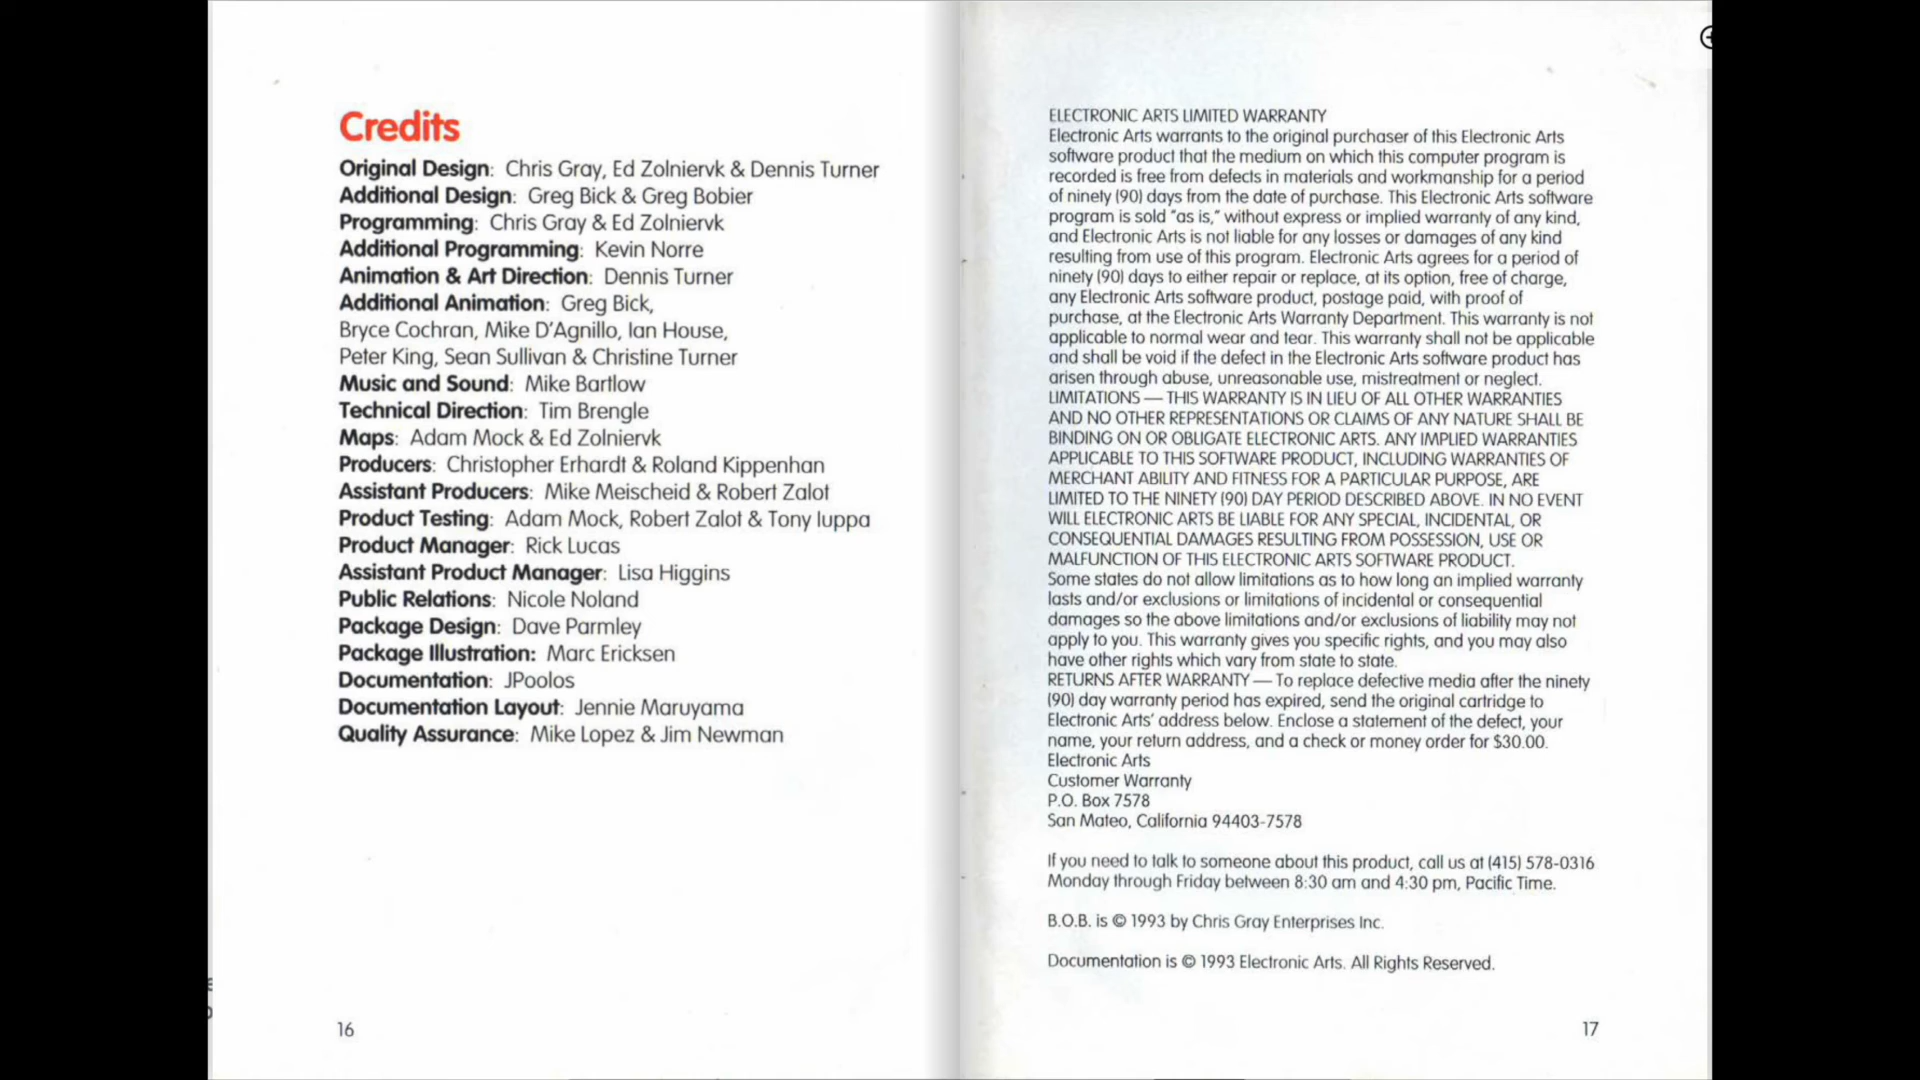 Credits
Original Design: Chris Gray, Ed Zolniervk & Dennis Turner
Additional Design: Greg Bick & Greg Bobier
Programming: Chris Gray & Ed Zolniervk
Additional Programming: Kevin Norre
Animation & Art Direction: Dennis Turner
Additional Animation: Greg Bick,
Bryce Cochran, Mike D'Agnillo, Ian House,
Peter King, Sean Sullivan & Christine Turner
Music and Sound: Mike Bartlow
Technical Direction: Tim Brengle
Maps: Adam Mock & Ed Zolniervk
Producers: Christopher Erhardt & Roland Kippenhan
Assistant Producers: Mike Meischeid & Robert Zalot
Product Testing: Adam Mock, Robert Zalot & Tony Iuppa
Product Manager: Rick Lucas
Assistant Product Manager: Lisa Higgins
Public Relations: Nicole Noland
Package Design: Dave Parmley
Package Illustration: Marc Ericksen
Documentation: JPoolos
Documentation Layout: Jennie Maruyama
Quality Assurance: Mike Lopez & Jim Newman
16
ELECTRONIC ARTS LIMITED WARRANTY
Electronic Arts warrants to the original purchaser of this Electronic Arts
software product that the medium on which this computer program is
recorded is free from defects in materials and workmanship for a period
of ninety (90) days from the date of purchase. This Electronic Arts software
program is sold "as is," without express or implied warranty of any kind,
and Electronic Arts is not liable for any losses or damages of any kind
resulting from use of this program. Electronic Arts agrees for a period of
ninety (90) days to either repair or replace, at its option, free of charge,
any Electronic Arts software product, postage paid, with proof of
purchase, at the Electronic Arts Warranty Department. This warranty is not
applicable to normal wear and tear. This warranty shall not be applicable
and shall be void if the defect in the Electronic Arts software product has
arisen through abuse, unreasonable use, mistreatment or neglect.
LIMITATIONS — THIS WARRANTY IS IN LIEU OF ALL OTHER WARRANTIES
AND NO OTHER REPRESENTATIONS OR CLAIMS OF ANY NATURE SHALL BE
BINDING ON OR OBLIGATE ELECTRONIC ARTS. ANY IMPLIED WARRANTIES
APPLICABLE TO THIS SOFTWARE PRODUCT, INCLUDING WARRANTIES OF
MERCHANT ABILITY AND FITNESS FOR A PARTICULAR PURPOSE, ARE
LIMITED TO THE NINETY (90) DAY PERIOD DESCRIBED ABOVE. IN NO EVENT
WILL ELECTRONIC ARTS BE LIABLE FOR ANY SPECIAL, INCIDENTAL, OR
CONSEQUENTIAL DAMAGES RESULTING FROM POSSESSION, USE OR
MALFUNCTION OF THIS ELECTRONIC ARTS SOFTWARE PRODUCT.
Some states do not allow limitations as to how long an implied warranty
lasts and/or exclusions or limitations of incidental or consequential
damages so the above limitations and/or exclusions of liability may not
apply to you. This warranty gives you specific rights, and you may also
have other rights which vary from state to state.
RETURNS AFTER WARRANTY — To replace defective media after the ninety
(90) day warranty period has expired, send the original cartridge to
Electronic Arts' address below. Enclose a statement of the defect, your
name, your return address, and a check or money order for $30.00.
Electronic Arts
Customer Warranty
P.O. Box 7578
San Mateo, California 94403-7578
If you need to talk to someone about this product, call us at (415) 578-0316
Monday through Friday between 8:30 am and 4:30 pm, Pacific Time.
B.O.B. is © 1993 by Chris Gray Enterprises Inc.
Documentation is © 1993 Electronic Arts. All Rights Reserved.
17